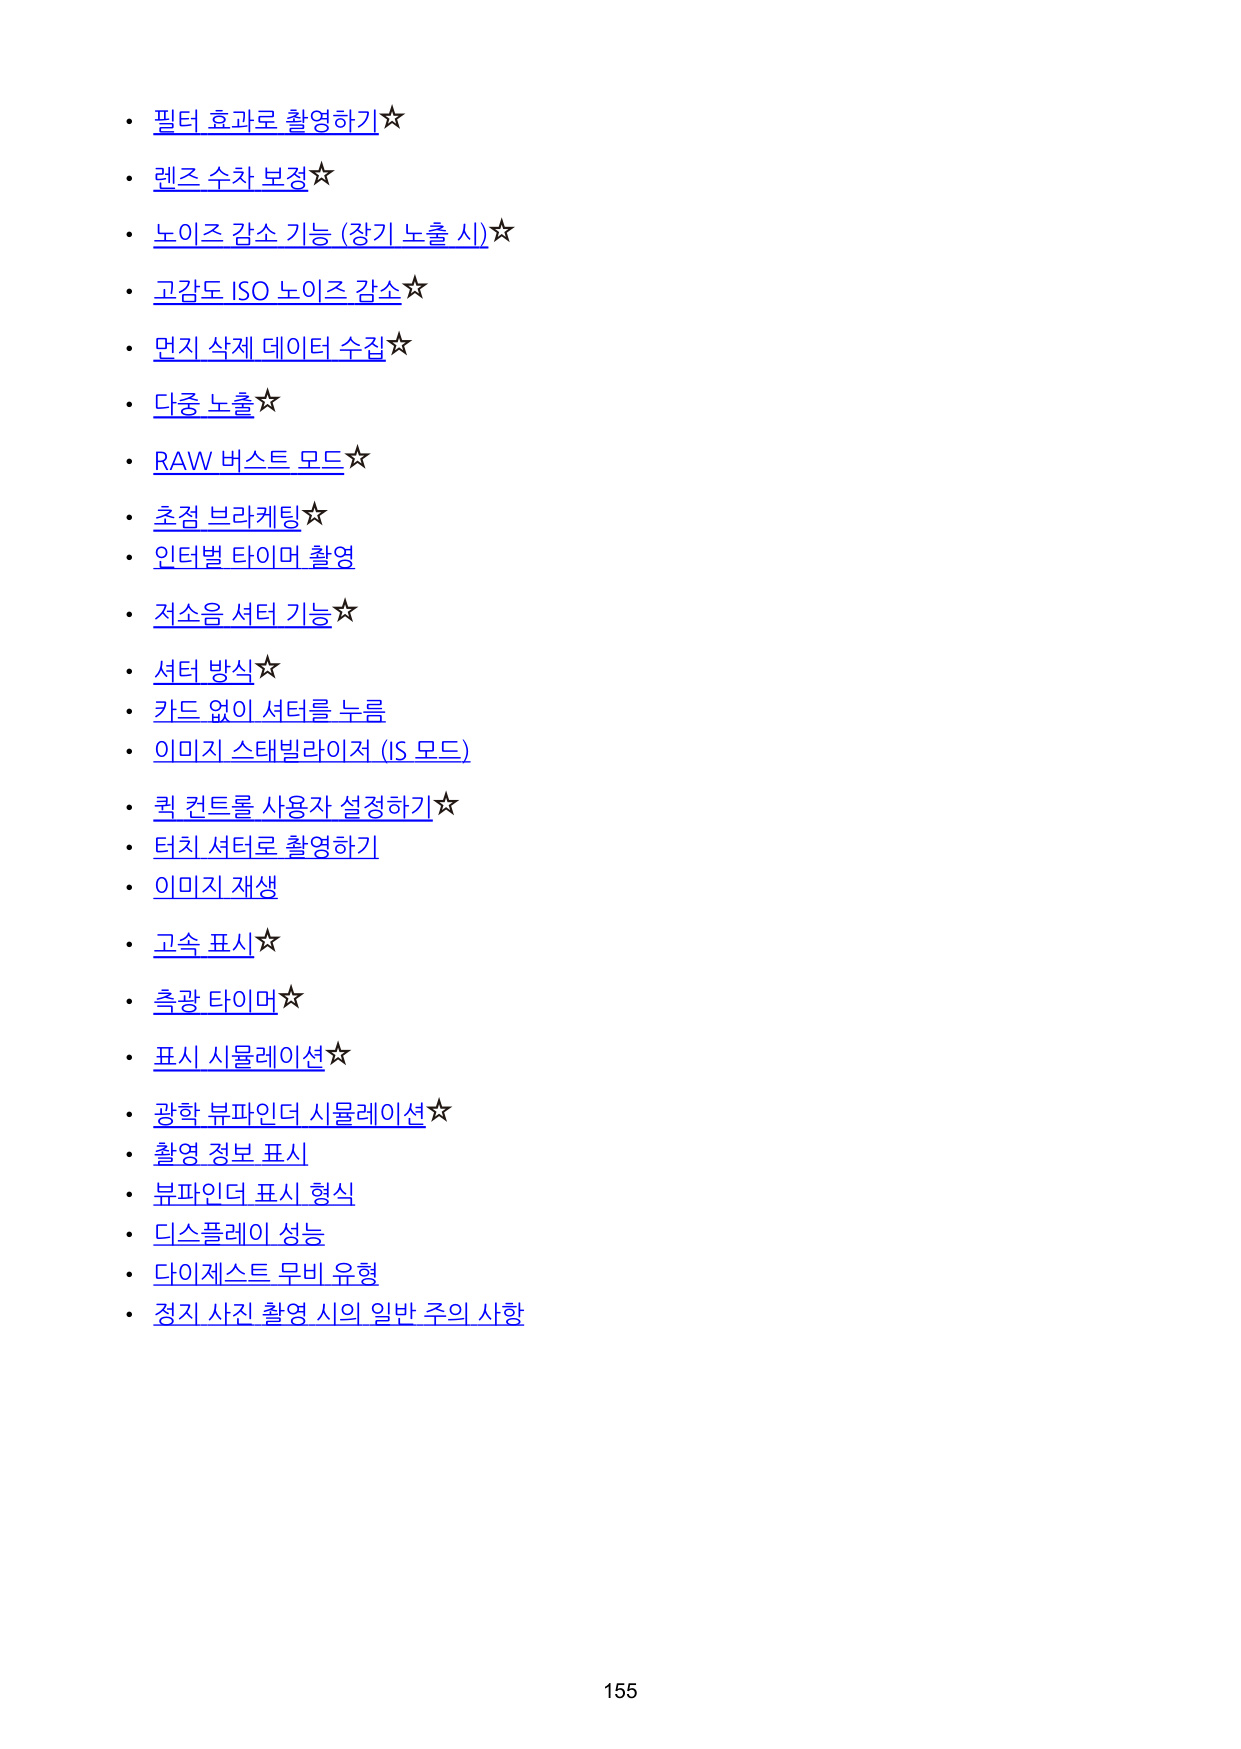 • 필터 효과로 촬영하기☆
• 렌즈 수차 보정☆
• 노이즈 감소 기능 (장기 노출 시)☆
• 고감도 ISO 노이즈 감소☆
• 먼지 삭제 데이터 수집☆
• 다중 노출☆
• RAW 버스트 모드☆
• 초점 브라케팅☆
• 인터벌 타이머 촬영
• 저소음 셔터 기능☆
• 셔터 방식☆
• 카드 없이 셔터를 누름
• 이미지 스태빌라이저 (IS 모드)
• 퀵 컨트롤 사용자 설정하기☆
• 터치 셔터로 촬영하기
• 이미지 재생
• 고속 표시☆
• 측광 타이머☆
• 표시 시뮬레이션☆
• 광학 뷰파인더 시뮬레이션☆
• 촬영 정보 표시
• 뷰파인더 표시 형식
• 디스플레이 성능
• 다이제스트 무비 유형
• 정지 사진 촬영 시의 일반 주의 사항
155